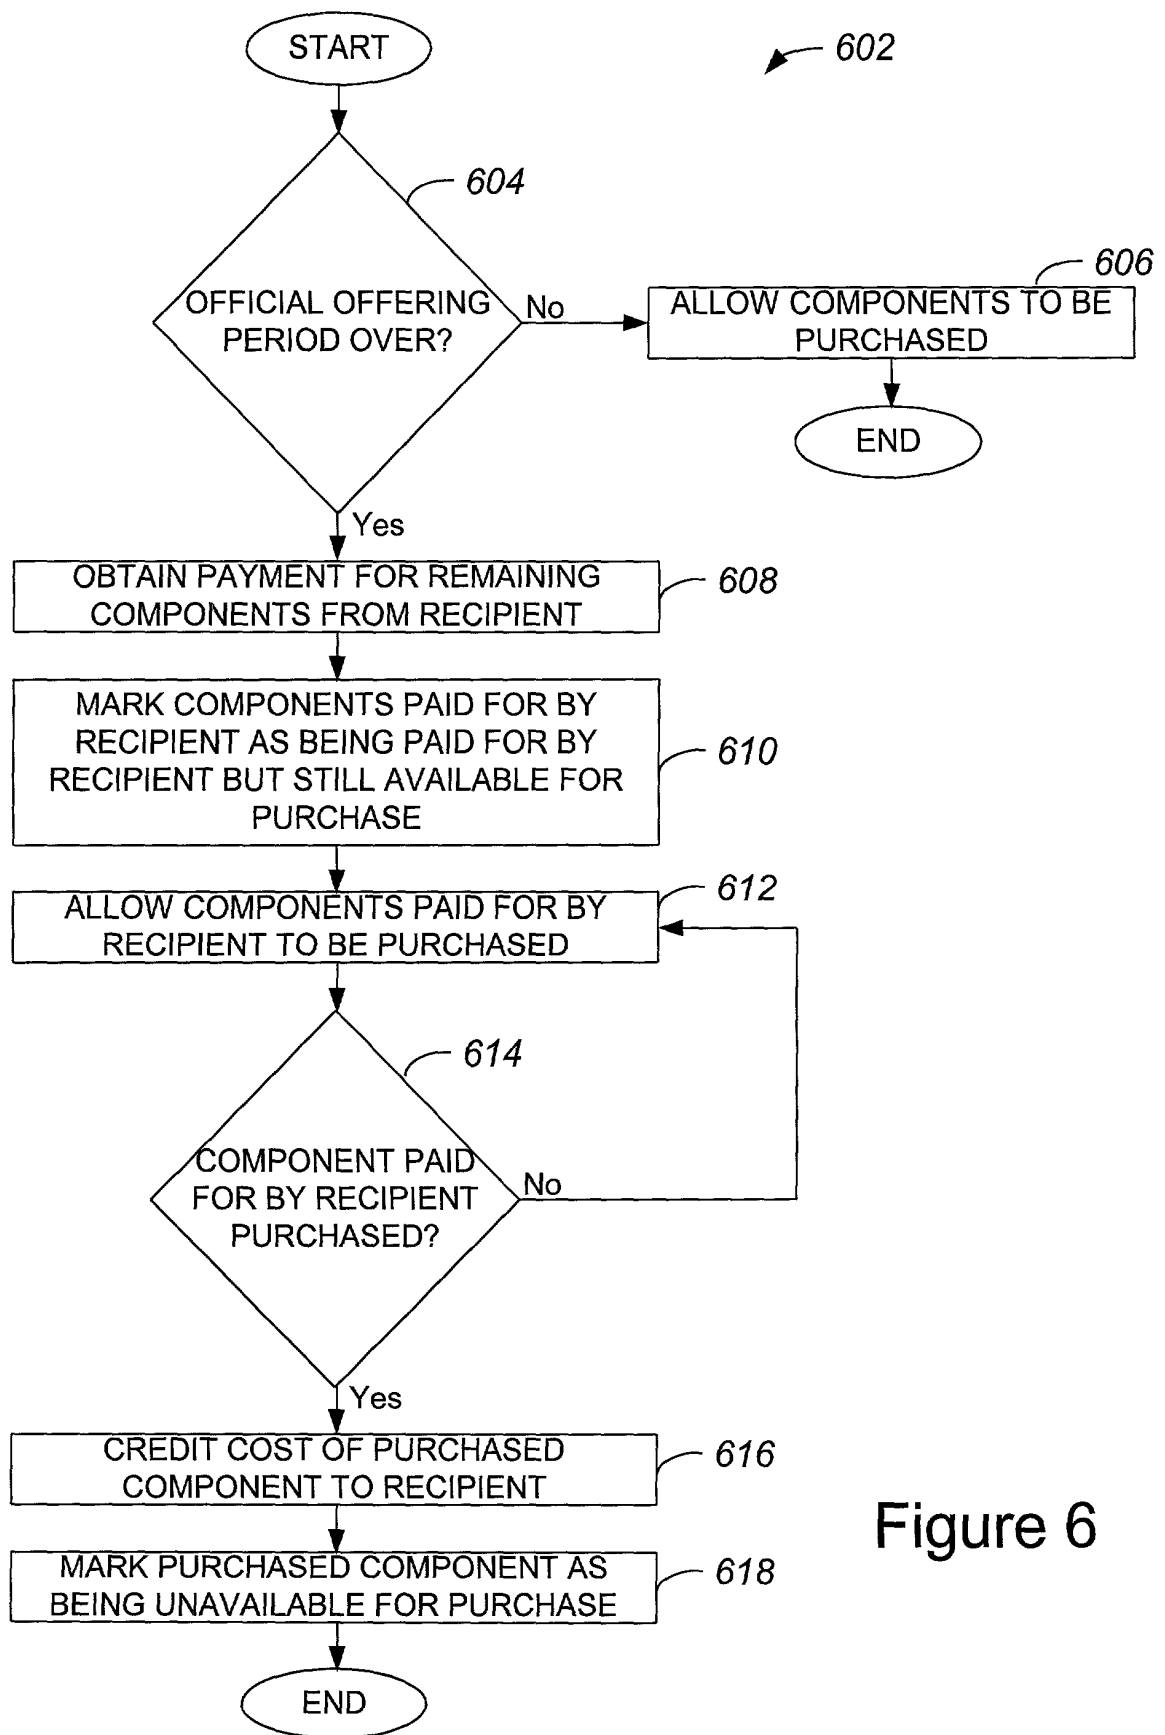 START
602
604
OFFICIAL OFFERING
PERIOD OVER?
No
606
ALLOW COMPONENTS TO BE
PURCHASED
END
Yes
OBTAIN PAYMENT FOR REMAINING
COMPONENTS FROM RECIPIENT
608
MARK COMPONENTS PAID FOR BY
RECIPIENT AS BEING PAID FOR BY
RECIPIENT BUT STILL AVAILABLE FOR
PURCHASE
610
ALLOW COMPONENTS PAID FOR BY
RECIPIENT TO BE PURCHASED
612
614
COMPONENT PAID
FOR BY RECIPIENT
PURCHASED?
No
Yes
CREDIT COST OF PURCHASED
COMPONENT TO RECIPIENT
616
MARK PURCHASED COMPONENT AS
BEING UNAVAILABLE FOR PURCHASE
618
END
Figure 6